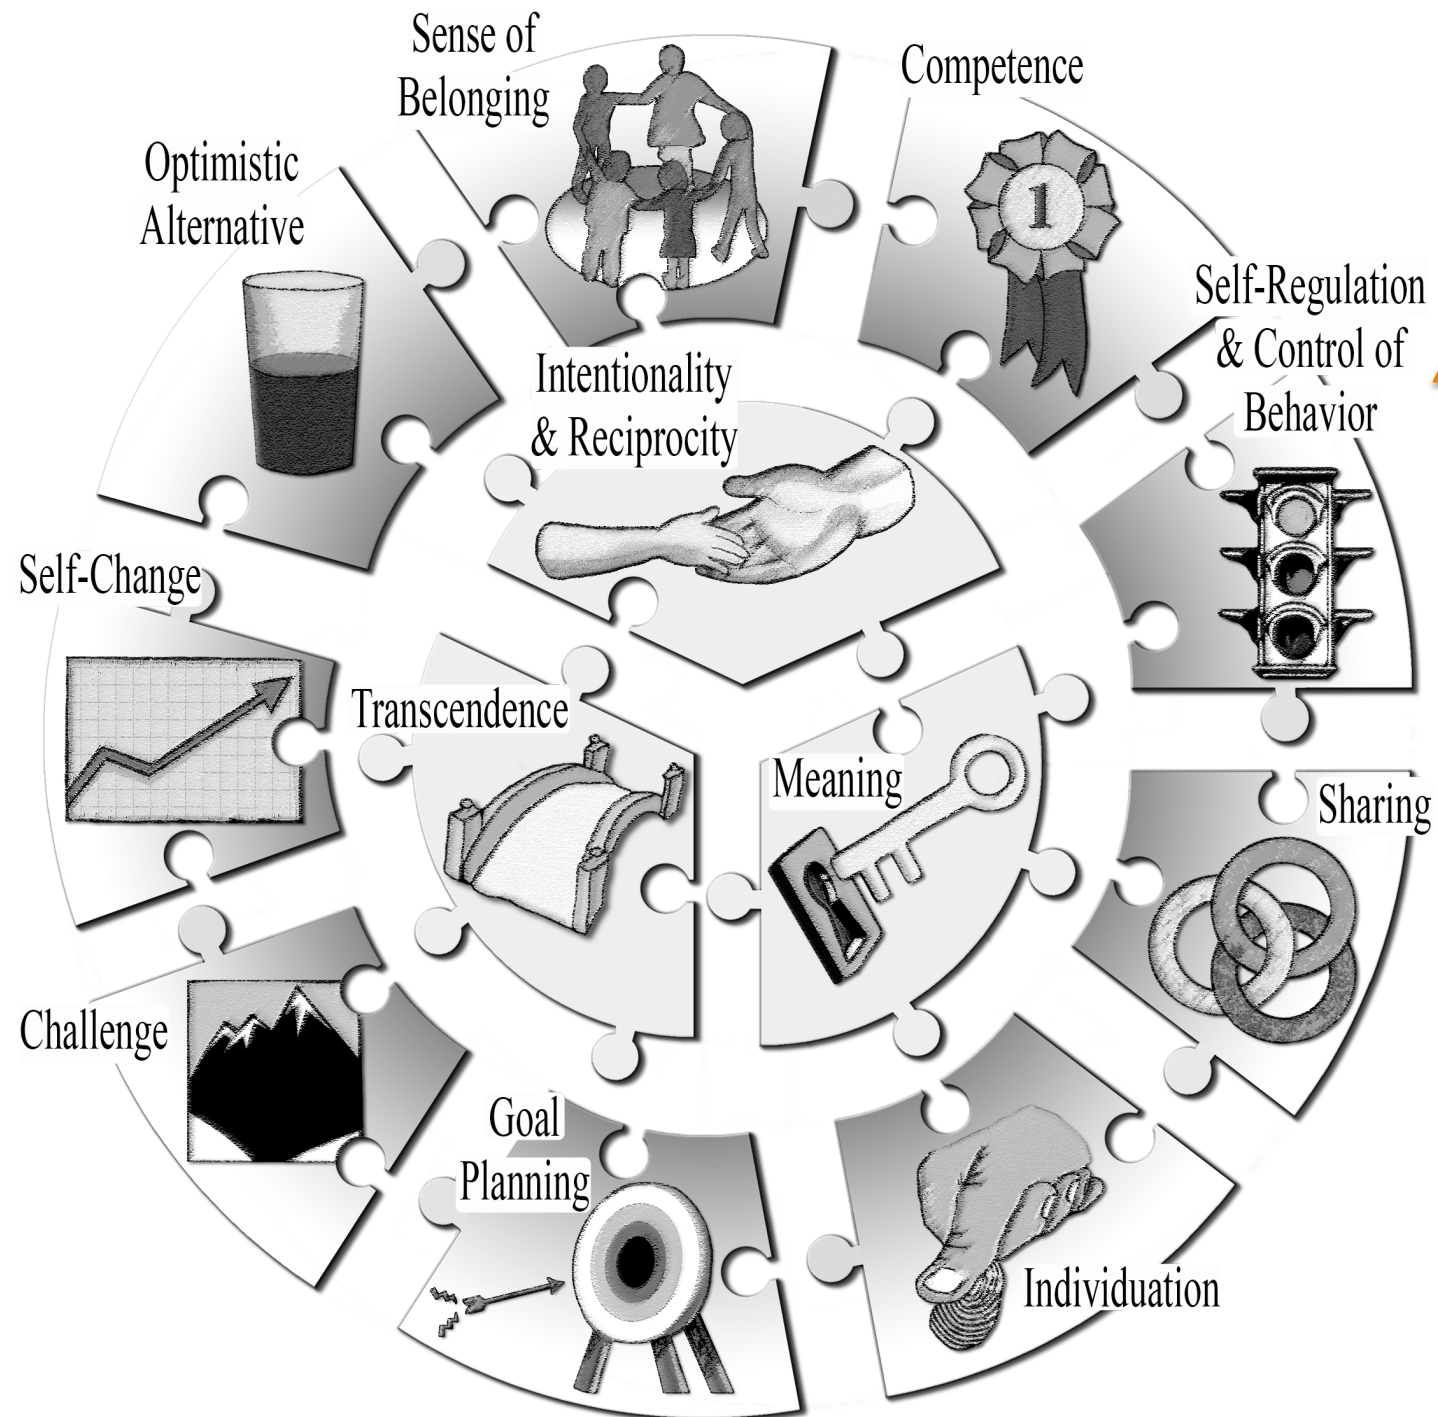 Sense of
Belonging
Competence
Optimistic
Alternative
Self-Regulation
& Control of
Behavior
Intentionality
& Reciprocity
1
Self-Change
Transcendence
Meaning
Sharing
Challenge
Goal
Planning
Individuation